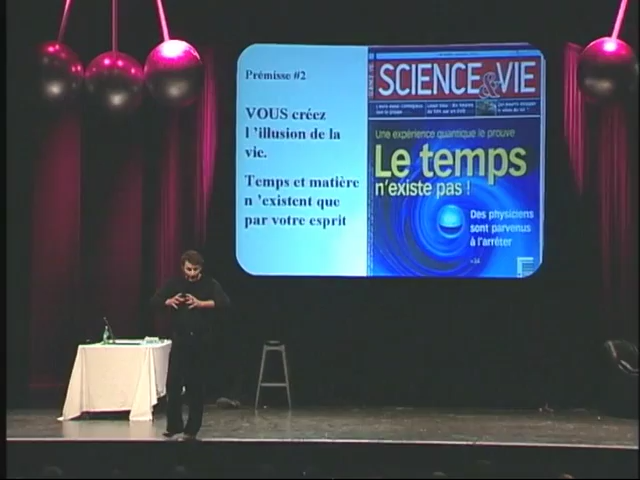 Prémisse #2
VOUS créez
l 'illusion de la
vie.
Temps et matière
n 'existent que
par votre esprit
SCIENCE & VIE
Une expérience quantique le prouve
Le temps
n'existe pas !
Des physiciens
sont parvenus
à l'arrêter